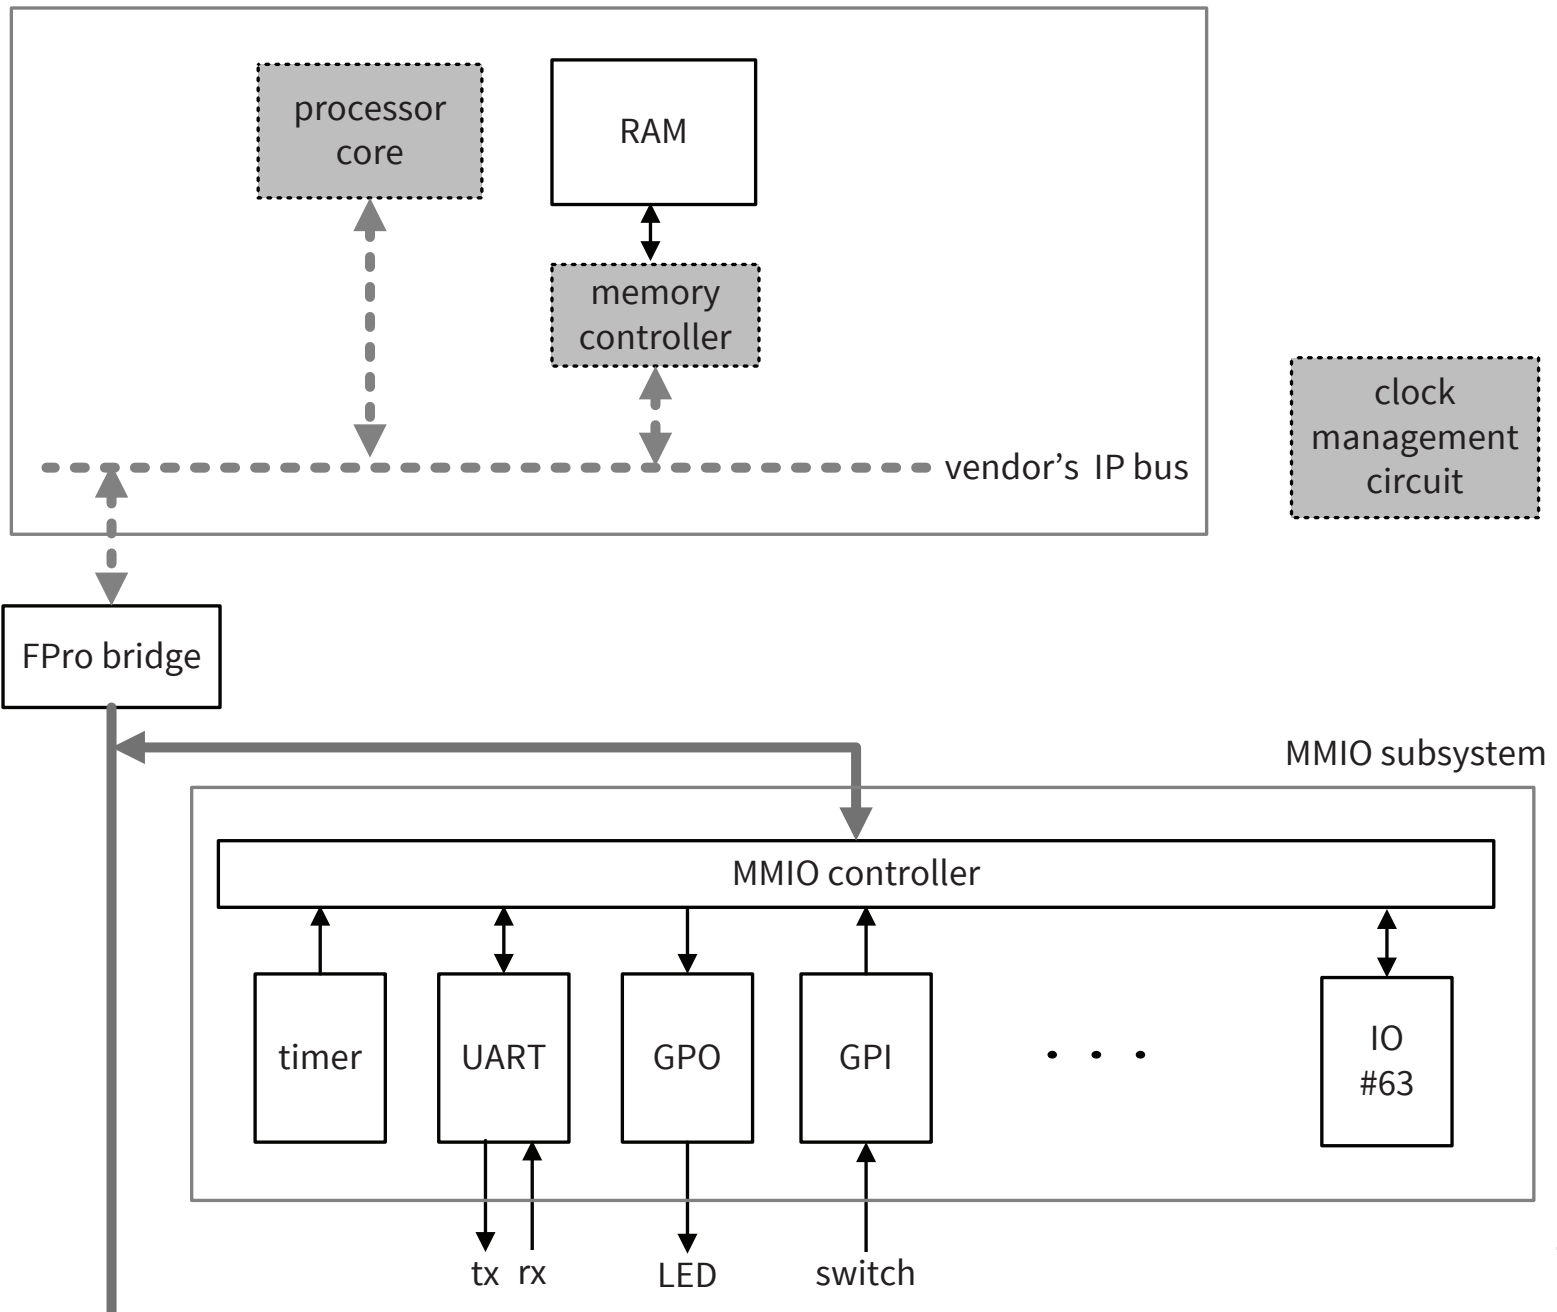 processor
core
RAM
memory
controller
vendor's IP bus
clock
management
circuit
FPro bridge
MMIO subsystem
MMIO controller
timer
UART
GPO
GPI
. . .
IO
#63
tx rx
LED
switch